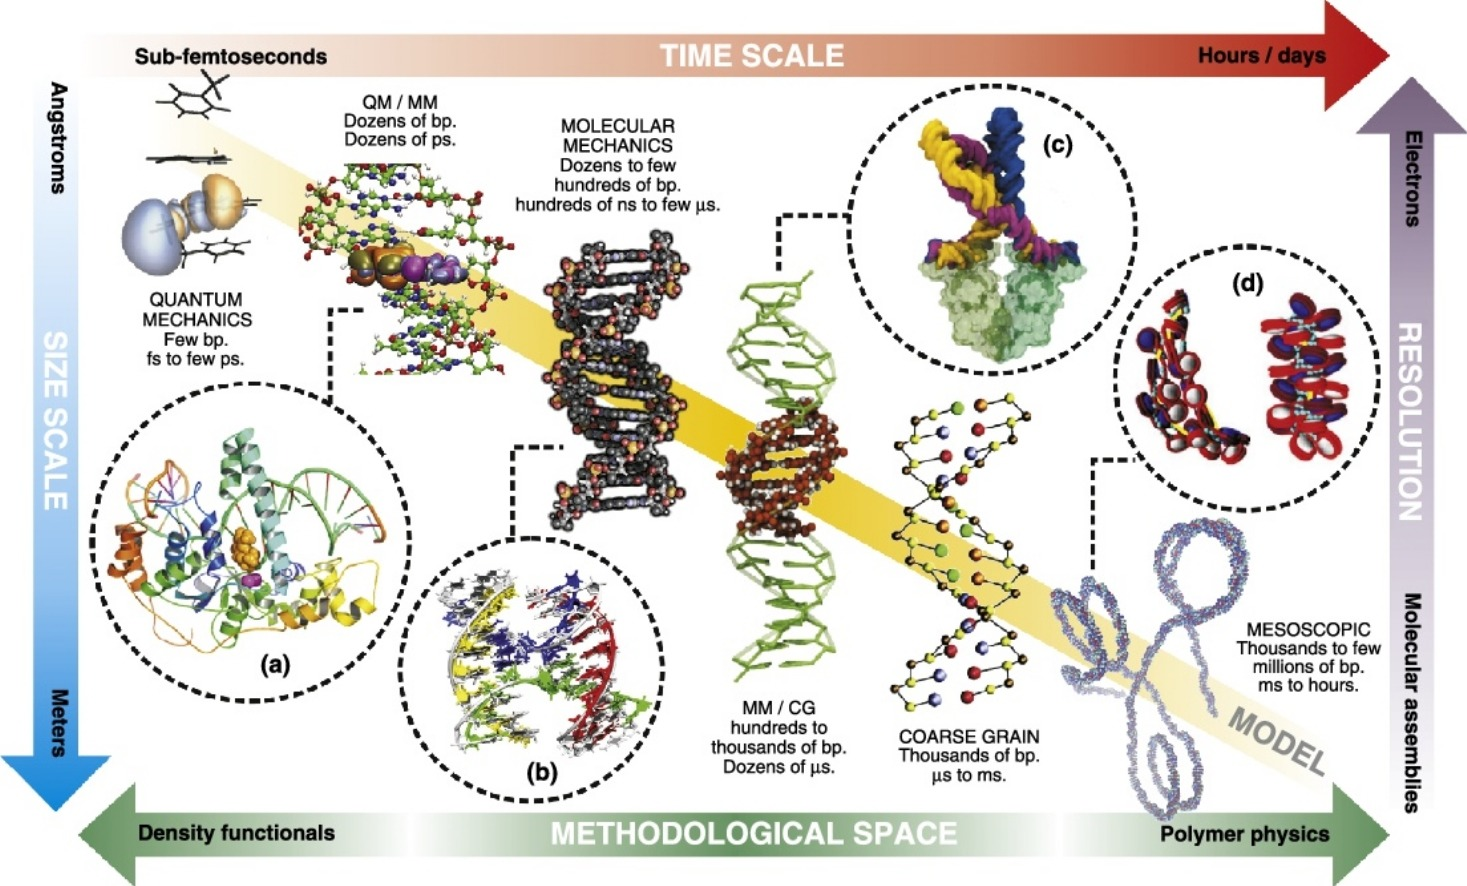 TIME SCALE
Sub-femtoseconds
Hours / days
Angstroms
SIZE SCALE
Meters
Electrons
RESOLUTION
Molecular assemblies
QUANTUM
MECHANICS
Few bp.
fs to few ps.
QM / MM
Dozens of bp.
Dozens of ps.
MOLECULAR
MECHANICS
Dozens to few
hundreds of bp.
hundreds of ns to few µs.
(c)
(d)
(a)
(b)
MM / CG
hundreds to
thousands of bp.
Dozens of µs.
COARSE GRAIN
Thousands of bp.
µs to ms.
MESOSCOPIC
Thousands to few
millions of bp.
ms to hours.
MODEL
Density functionals
METHODOLOGICAL SPACE
Polymer physics